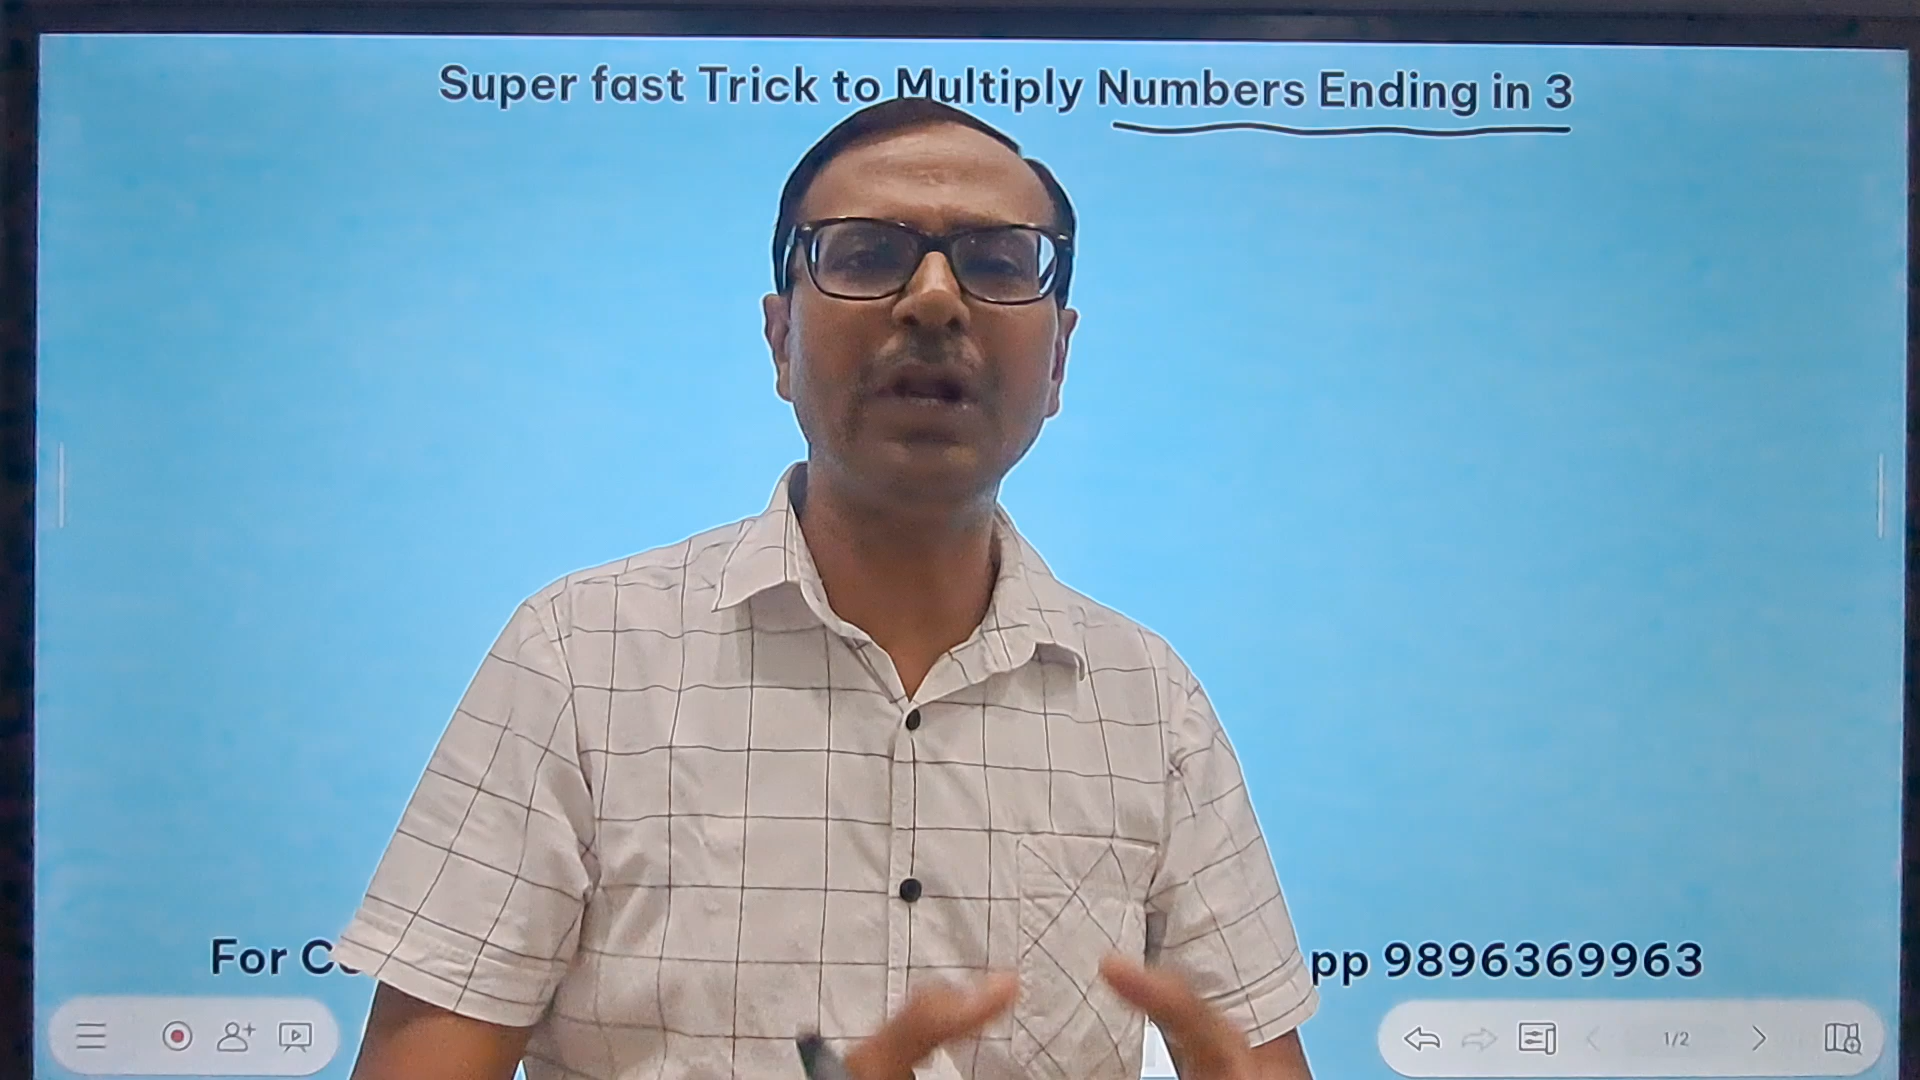 Super fast Trick to Multiply Numbers Ending in 3
For C
pp 9896369963
1/2